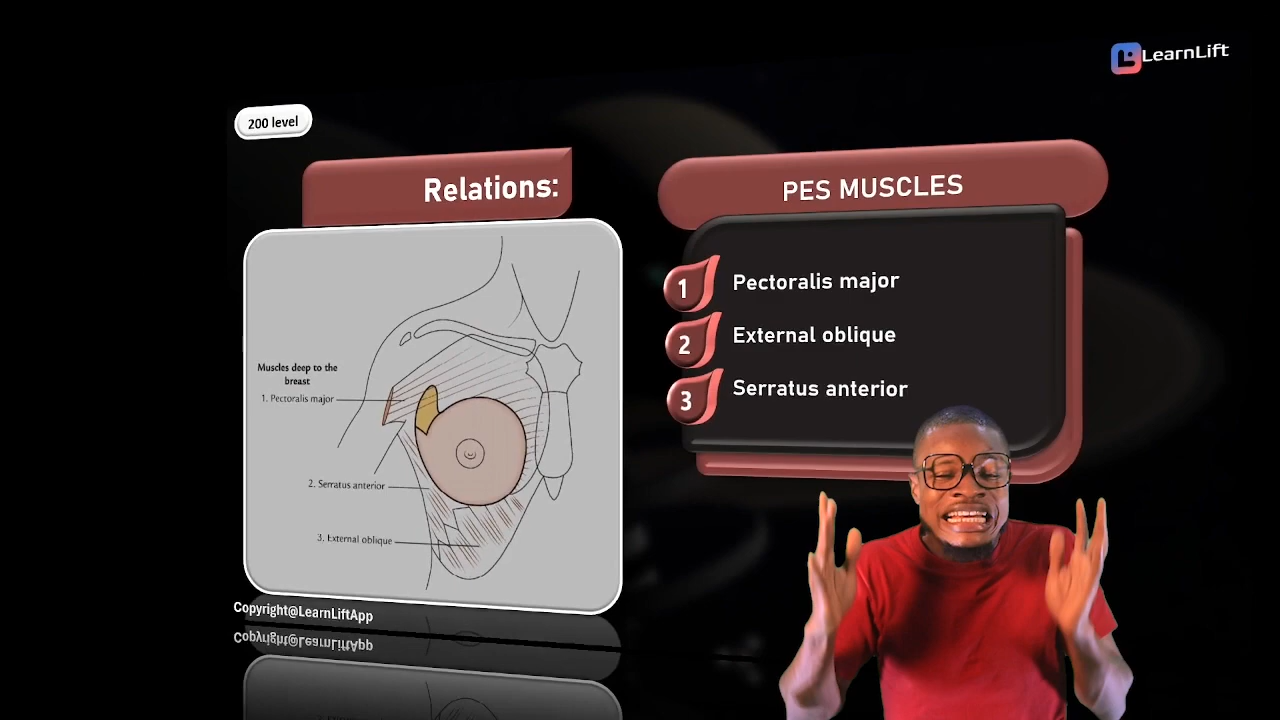 LearnLift
200 level
Relations:
PES MUSCLES
Muscles deep to the
breast
1. Pectoralis major
2. Serratus anterior
3. External oblique
1 Pectoralis major
2 External oblique
3 Serratus anterior
Copyright@LearnLiftApp